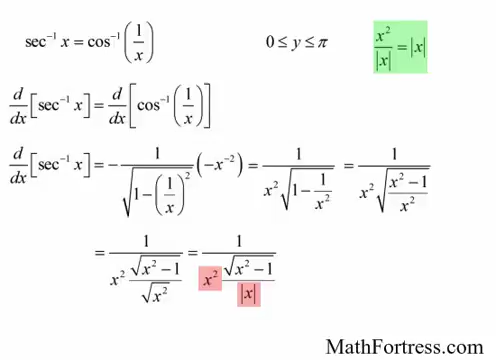 sec⁻¹ x = cos⁻¹ (1/x)    0 ≤ y ≤ π    x²/|x| = |x|
d/dx [sec⁻¹ x] = d/dx [cos⁻¹ (1/x)]
d/dx [sec⁻¹ x] = − 1/√(1 − (1/x)²) (−x⁻²) = 1/(x² √(1 − 1/x²)) = 1/(x² √((x² − 1)/x²))
= 1/(x² √(x² − 1)/√(x²)) = 1/(x² √(x² − 1)/|x|)
MathFortress.com